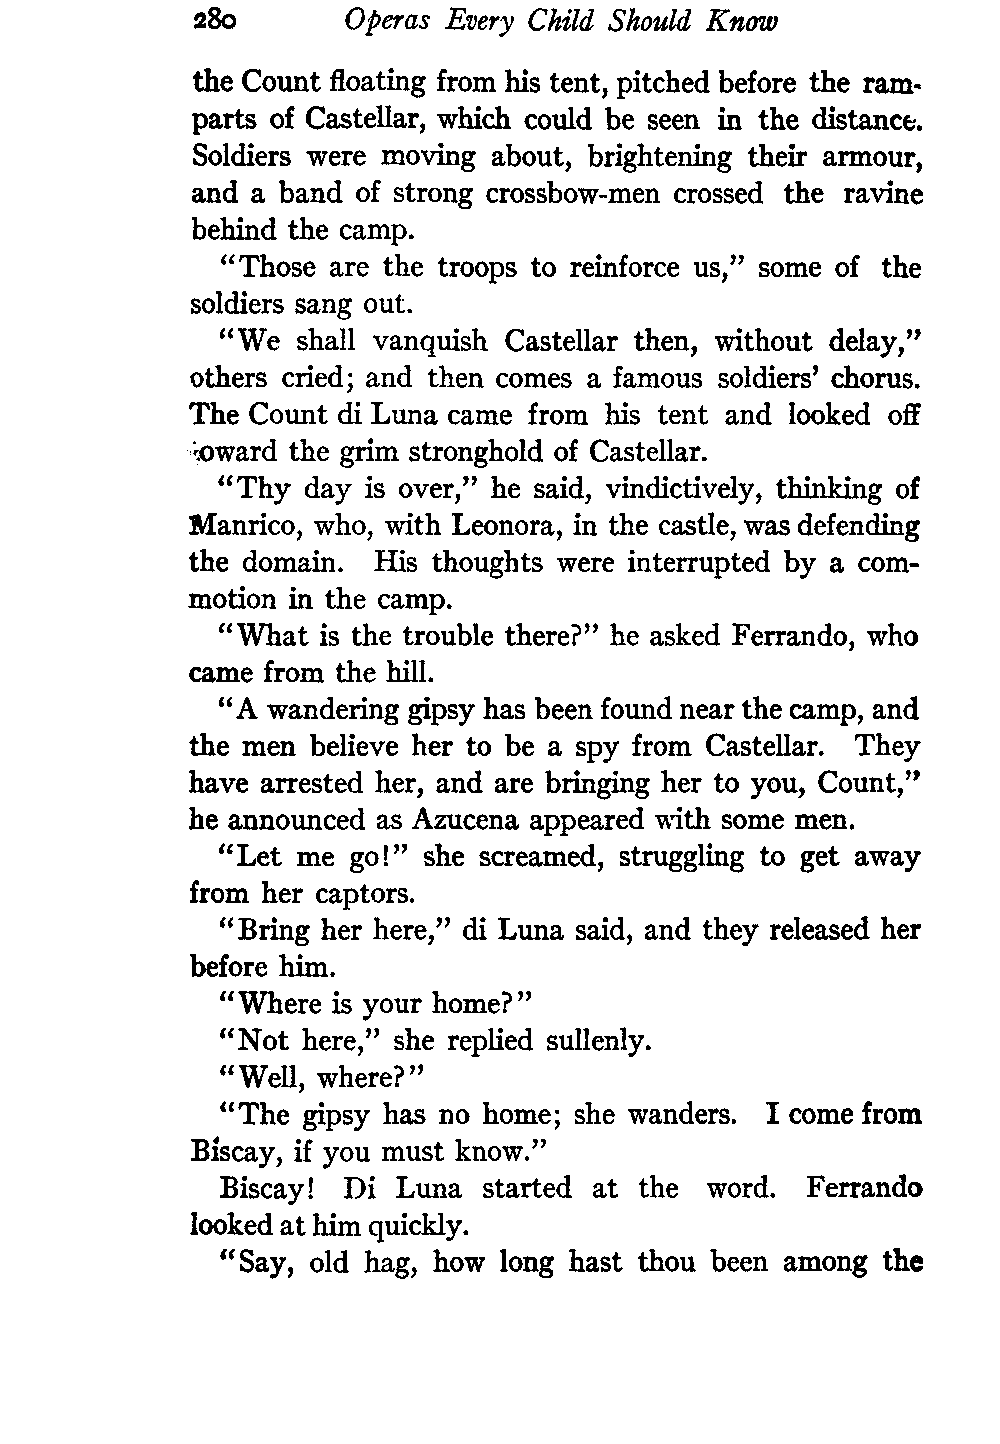 280 Operas Every Child Should Know
the Count floating from his tent, pitched before the ram-
parts of Castellar, which could be seen in the distance.
Soldiers were moving about, brightening their armour,
and a band of strong crossbow-men crossed the ravine
behind the camp.
"Those are the troops to reinforce us," some of the
soldiers sang out.
"We shall vanquish Castellar then, without delay,"
others cried; and then comes a famous soldiers' chorus.
The Count di Luna came from his tent and looked off
toward the grim stronghold of Castellar.
"Thy day is over," he said, vindictively, thinking of
Manrico, who, with Leonora, in the castle, was defending
the domain. His thoughts were interrupted by a com-
motion in the camp.
"What is the trouble there?" he asked Ferrando, who
came from the hill.
"A wandering gipsy has been found near the camp, and
the men believe her to be a spy from Castellar. They
have arrested her, and are bringing her to you, Count,"
he announced as Azucena appeared with some men.
"Let me go!" she screamed, struggling to get away
from her captors.
"Bring her here," di Luna said, and they released her
before him.
"Where is your home?"
"Not here," she replied sullenly.
"Well, where?"
"The gipsy has no home; she wanders. I come from
Biscay, if you must know."
Biscay! Di Luna started at the word. Ferrando
looked at him quickly.
"Say, old hag, how long hast thou been among the